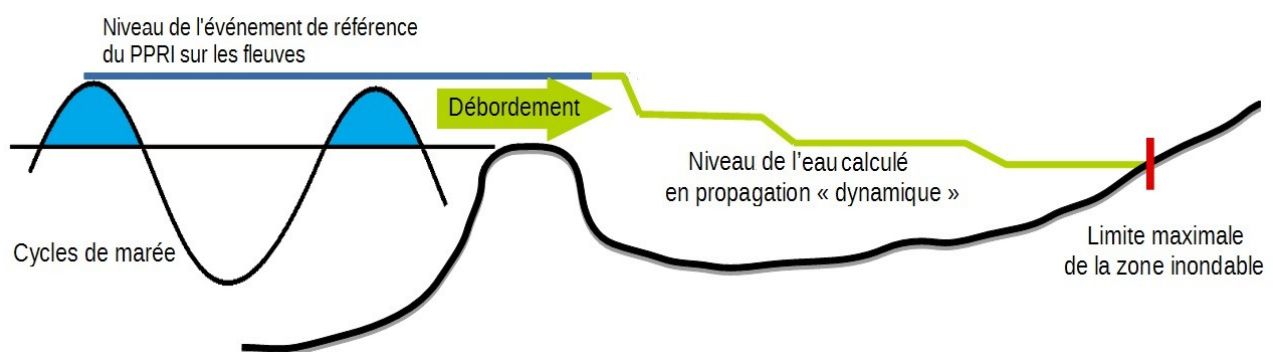 Niveau de l'événement de référence
du PPRI sur les fleuves
Débordement
Niveau de l'eau calculé
en propagation « dynamique »
Cycles de marée
Limite maximale
de la zone inondable